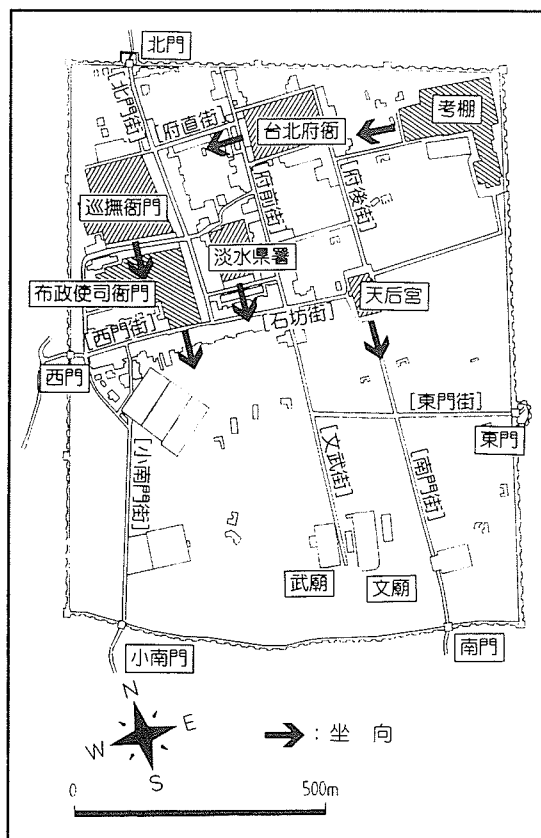 北門
[北門街]
[府直街]
台北府衙
考棚
巡撫衙門
[府前街]
[府後街]
淡水県署
布政使司衙門
天后宮
[西門街]
[石坊街]
西門
[東門街]
東門
[小南門街]
[文武街]
[南門街]
武廟
文廟
小南門
南門
N
W
E
S
:坐 向
0
500m